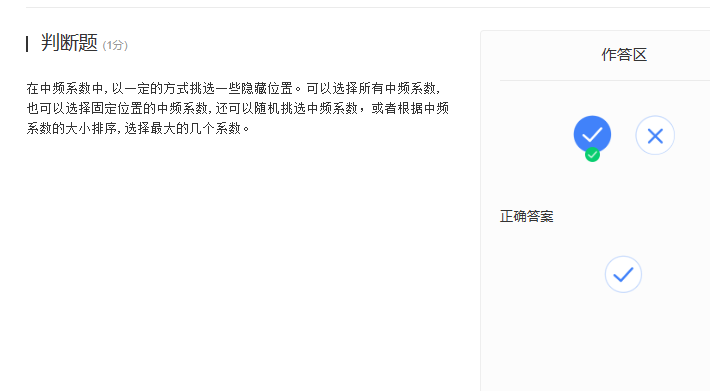 判断题 (1分)
作答区
在中频系数中, 以一定的方式挑选一些隐藏位置。可以选择所有中频系数,
也可以选择固定位置的中频系数, 还可以随机挑选中频系数，或者根据中频
系数的大小排序, 选择最大的几个系数。
正确答案